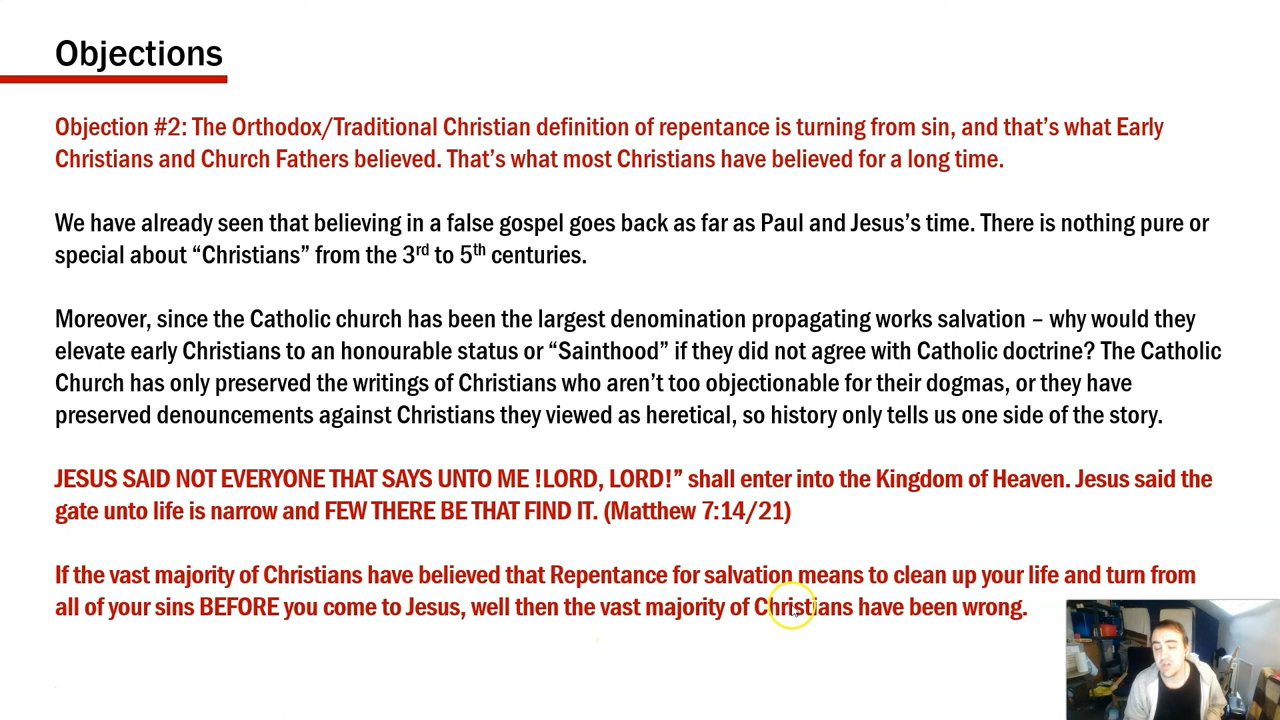 Objections
Objection #2: The Orthodox/Traditional Christian definition of repentance is turning from sin, and that's what Early
Christians and Church Fathers believed. That's what most Christians have believed for a long time.
We have already seen that believing in a false gospel goes back as far as Paul and Jesus's time. There is nothing pure or
special about “Christians” from the 3rd to 5th centuries.
Moreover, since the Catholic church has been the largest denomination propagating works salvation – why would they
elevate early Christians to an honourable status or “Sainthood” if they did not agree with Catholic doctrine? The Catholic
Church has only preserved the writings of Christians who aren't too objectionable for their dogmas, or they have
preserved denouncements against Christians they viewed as heretical, so history only tells us one side of the story.
JESUS SAID NOT EVERYONE THAT SAYS UNTO ME !LORD, LORD!” shall enter into the Kingdom of Heaven. Jesus said the
gate unto life is narrow and FEW THERE BE THAT FIND IT. (Matthew 7:14/21)
If the vast majority of Christians have believed that Repentance for salvation means to clean up your life and turn from
all of your sins BEFORE you come to Jesus, well then the vast majority of Christians have been wrong.